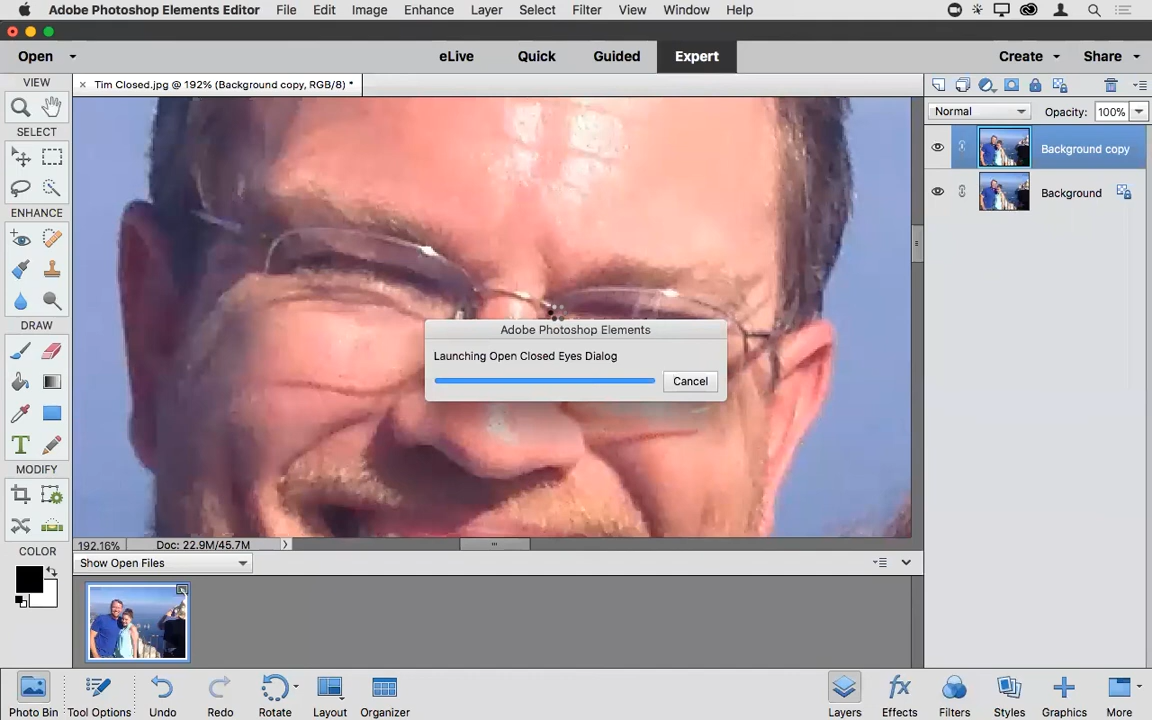 Adobe Photoshop Elements Editor File Edit Image Enhance Layer Select Filter View Window Help
Open eLive Quick Guided Expert Create Share
VIEW
× Tim Closed.jpg @ 192% (Background copy, RGB/8) *
Normal Opacity: 100%
SELECT
Background copy
Background
ENHANCE
DRAW
Adobe Photoshop Elements
Launching Open Closed Eyes Dialog
Cancel
T
MODIFY
COLOR
192.16% Doc: 22.9M/45.7M
Show Open Files
Photo Bin Tool Options Undo Redo Rotate Layout Organizer Layers fx Effects Filters Styles Graphics More